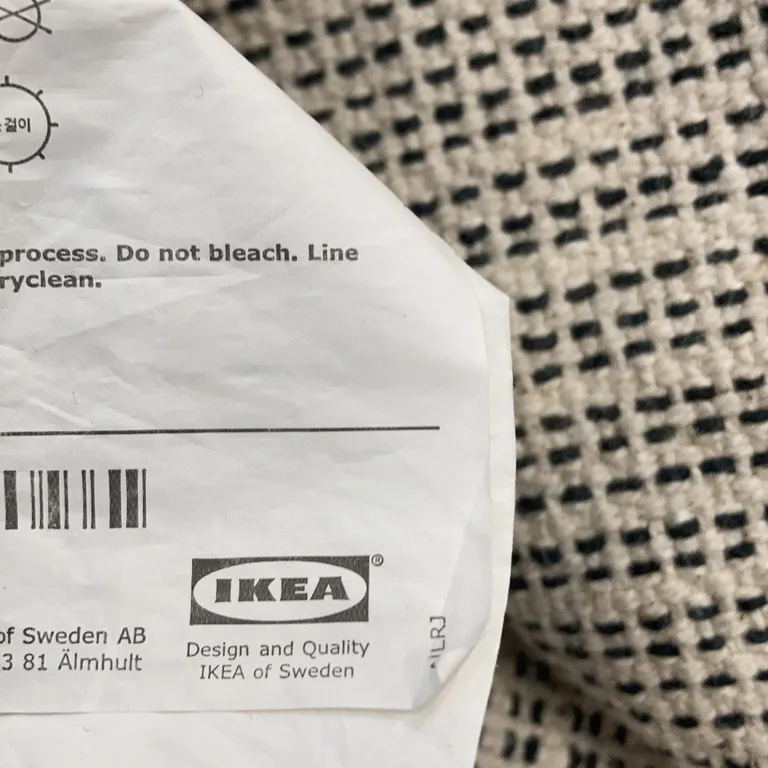 걸이
process. Do not bleach. Line
ryclean.
IKEA®
of Sweden AB
3 81 Älmhult
Design and Quality
IKEA of Sweden